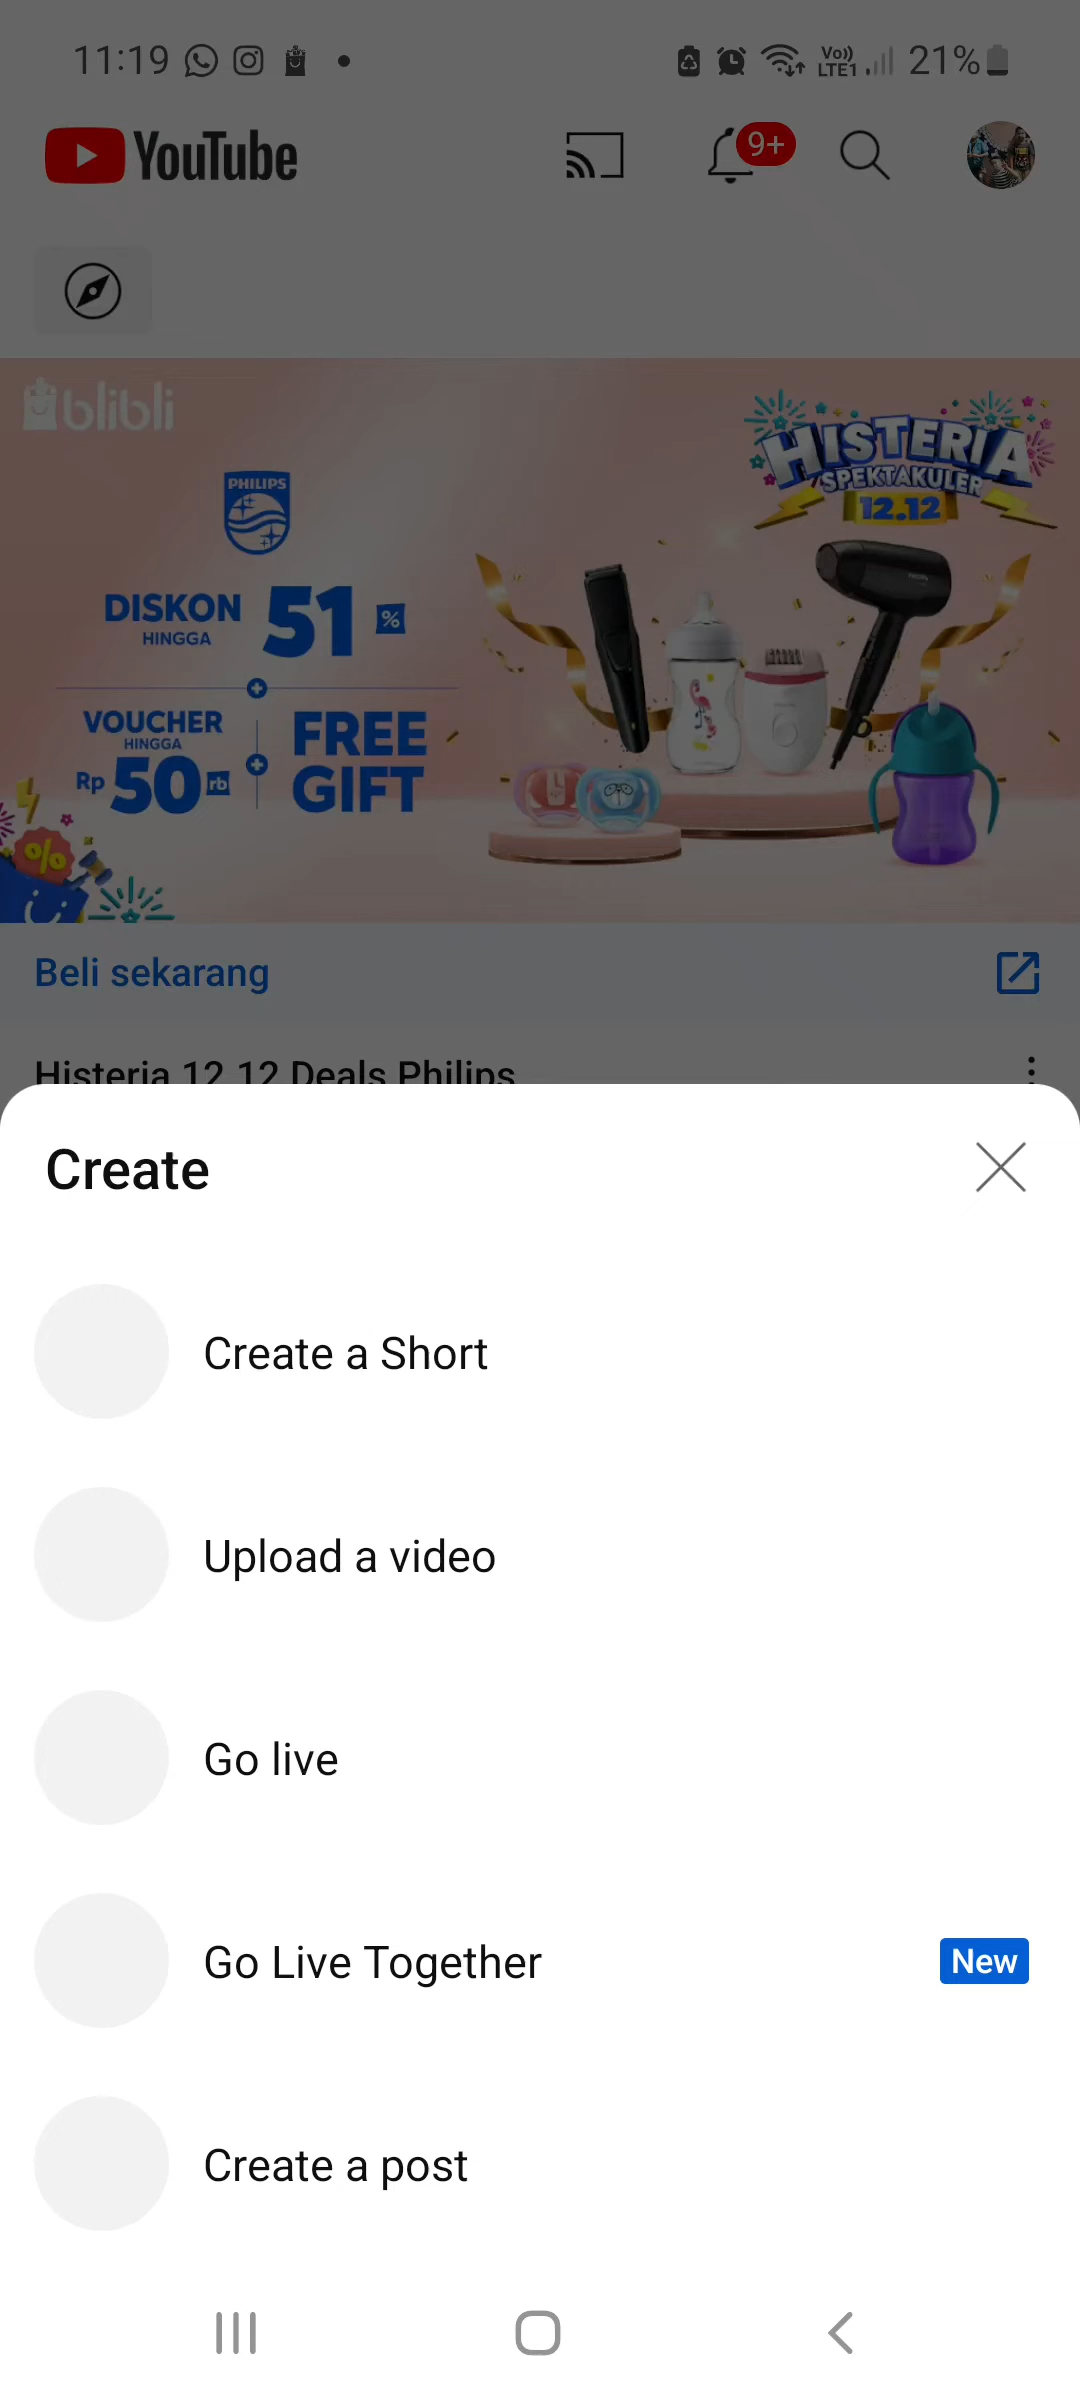 11:19 Vo)) LTE1 21%
YouTube 9+
blibli
HISTERIA
SPEKTAKULER
12.12
PHILIPS
DISKON HINGGA 51 %
VOUCHER HINGGA Rp 50 rb
FREE GIFT
Beli sekarang
Histeria 12.12 Deals Philips
Create
Create a Short
Upload a video
Go live
Go Live Together New
Create a post